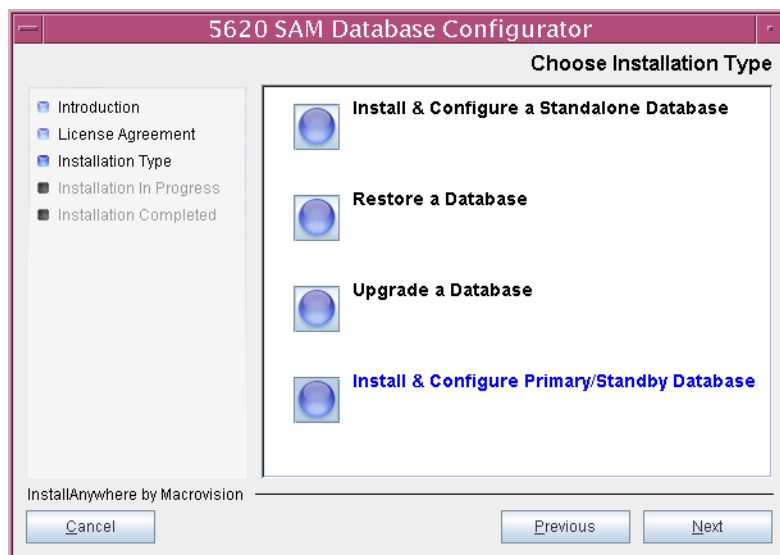 5620 SAM Database Configurator
Choose Installation Type
Introduction
License Agreement
Installation Type
Installation In Progress
Installation Completed
Install & Configure a Standalone Database
Restore a Database
Upgrade a Database
Install & Configure Primary/Standby Database
InstallAnywhere by Macrovision
Cancel
Previous
Next